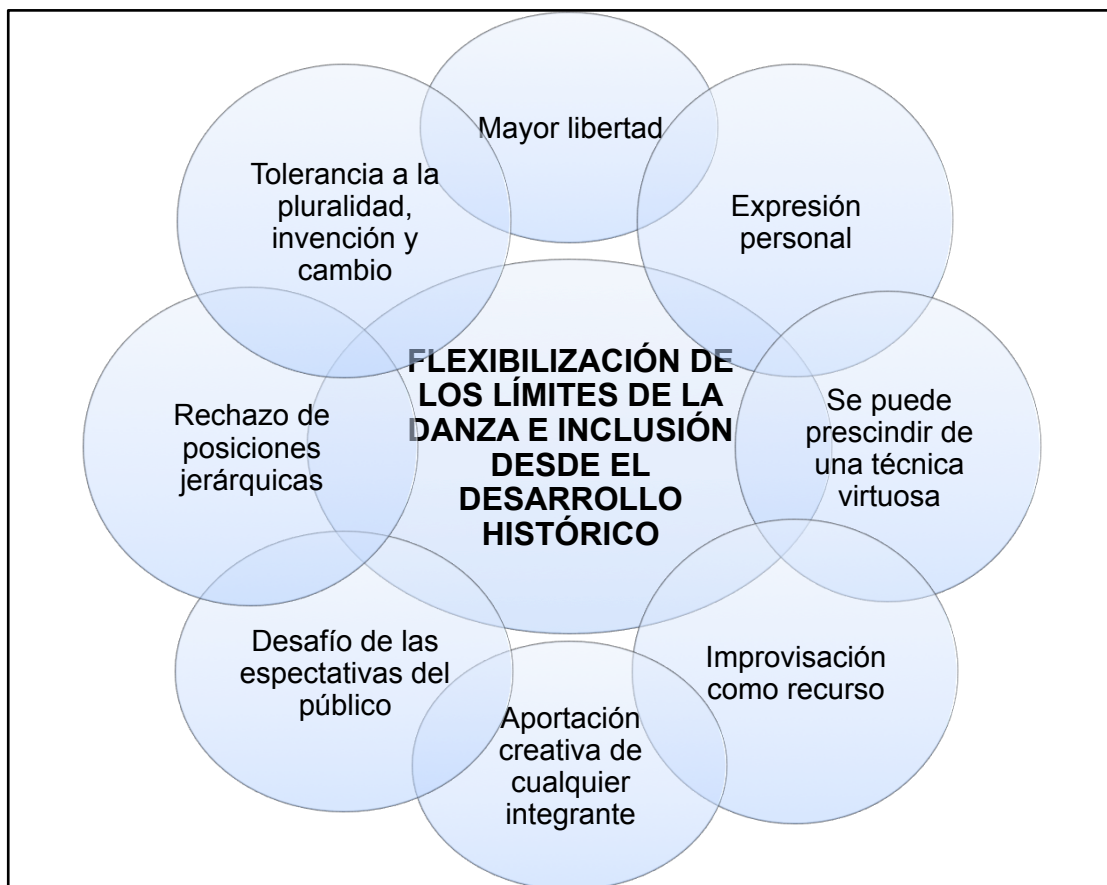 Mayor libertad
Expresión
personal
Se puede
prescindir de
una técnica
virtuosa
Improvisación
como recurso
Aportación
creativa de
cualquier
integrante
Desafío de las
espectativas del
público
Rechazo de
posiciones
jerárquicas
Tolerancia a la
pluralidad,
invención y
cambio
FLEXIBILIZACIÓN DE
LOS LÍMITES DE LA
DANZA E INCLUSIÓN
DESDE EL
DESARROLLO
HISTÓRICO